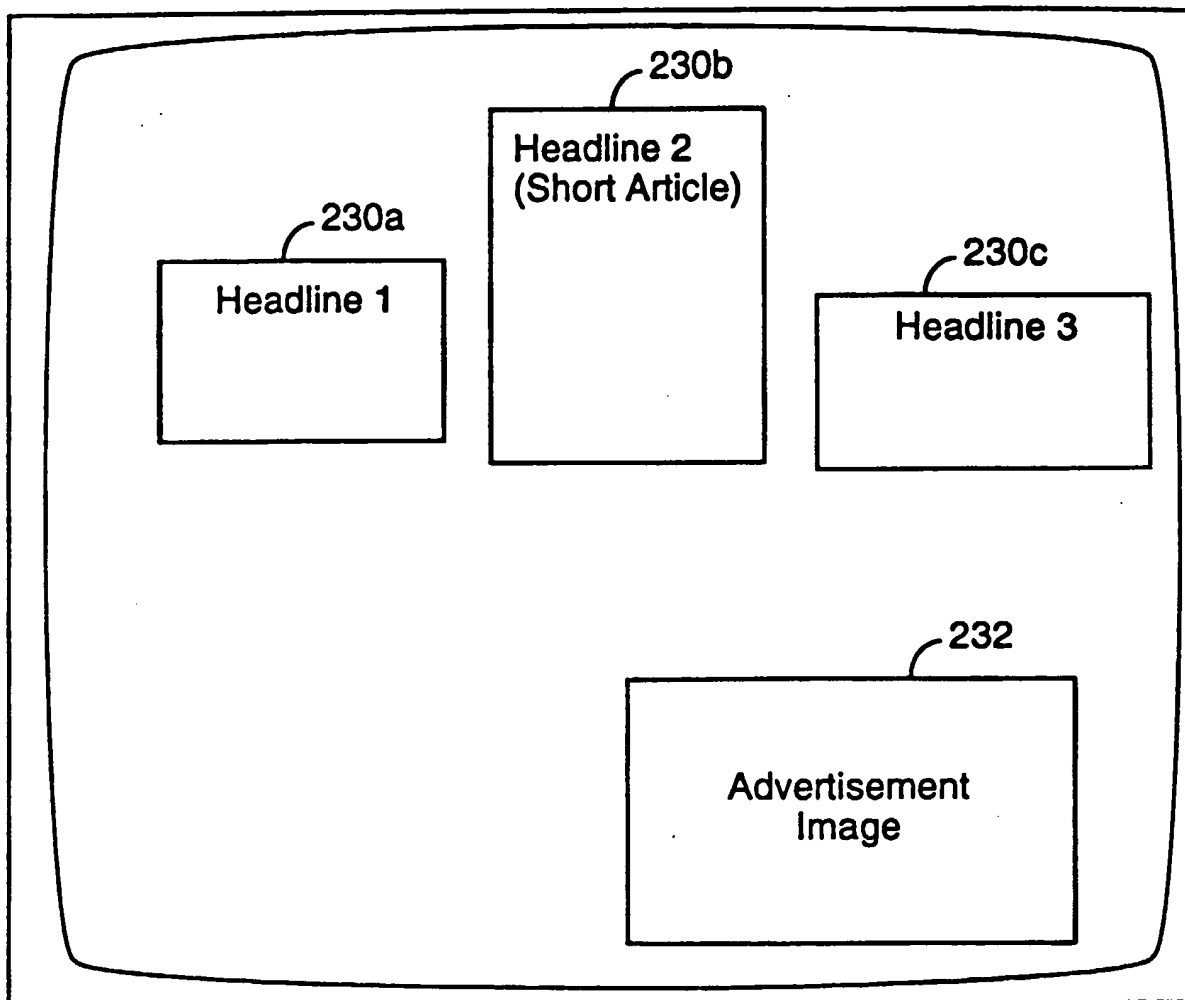 230b
Headline 2
(Short Article)
230a
Headline 1
230c
Headline 3
232
Advertisement
Image